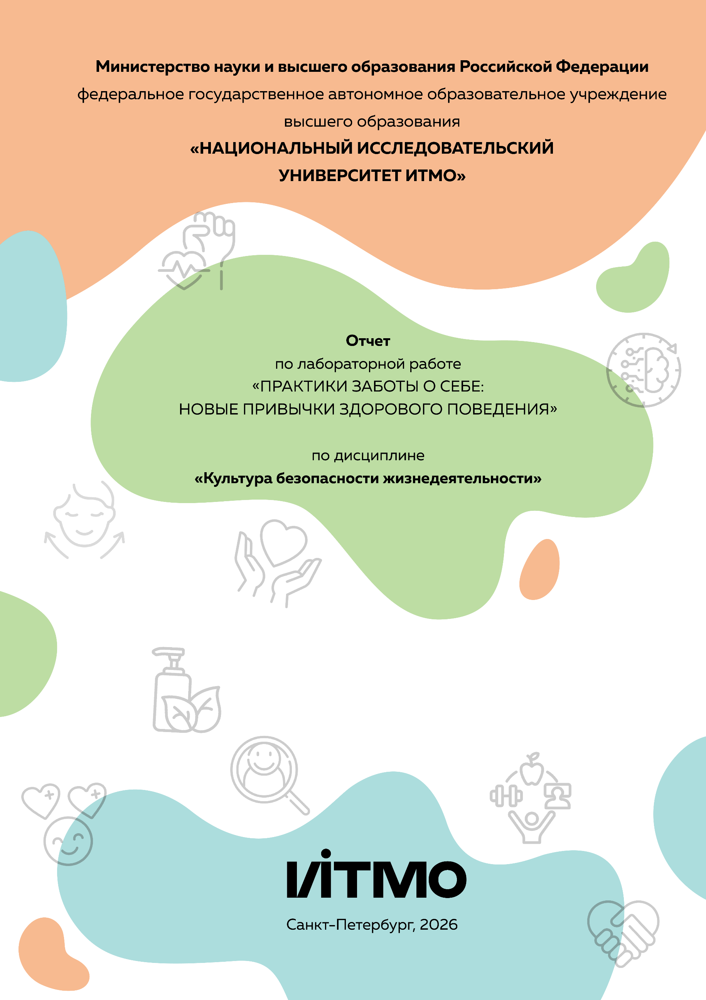 Министерство науки и высшего образования Российской Федерации
федеральное государственное автономное образовательное учреждение
высшего образования
«НАЦИОНАЛЬНЫЙ ИССЛЕДОВАТЕЛЬСКИЙ
УНИВЕРСИТЕТ ИТМО»
Отчет
по лабораторной работе
«ПРАКТИКИ ЗАБОТЫ О СЕБЕ:
НОВЫЕ ПРИВЫЧКИ ЗДОРОВОГО ПОВЕДЕНИЯ»
по дисциплине
«Культура безопасности жизнедеятельности»
ИТМО
Санкт-Петербург, 2026